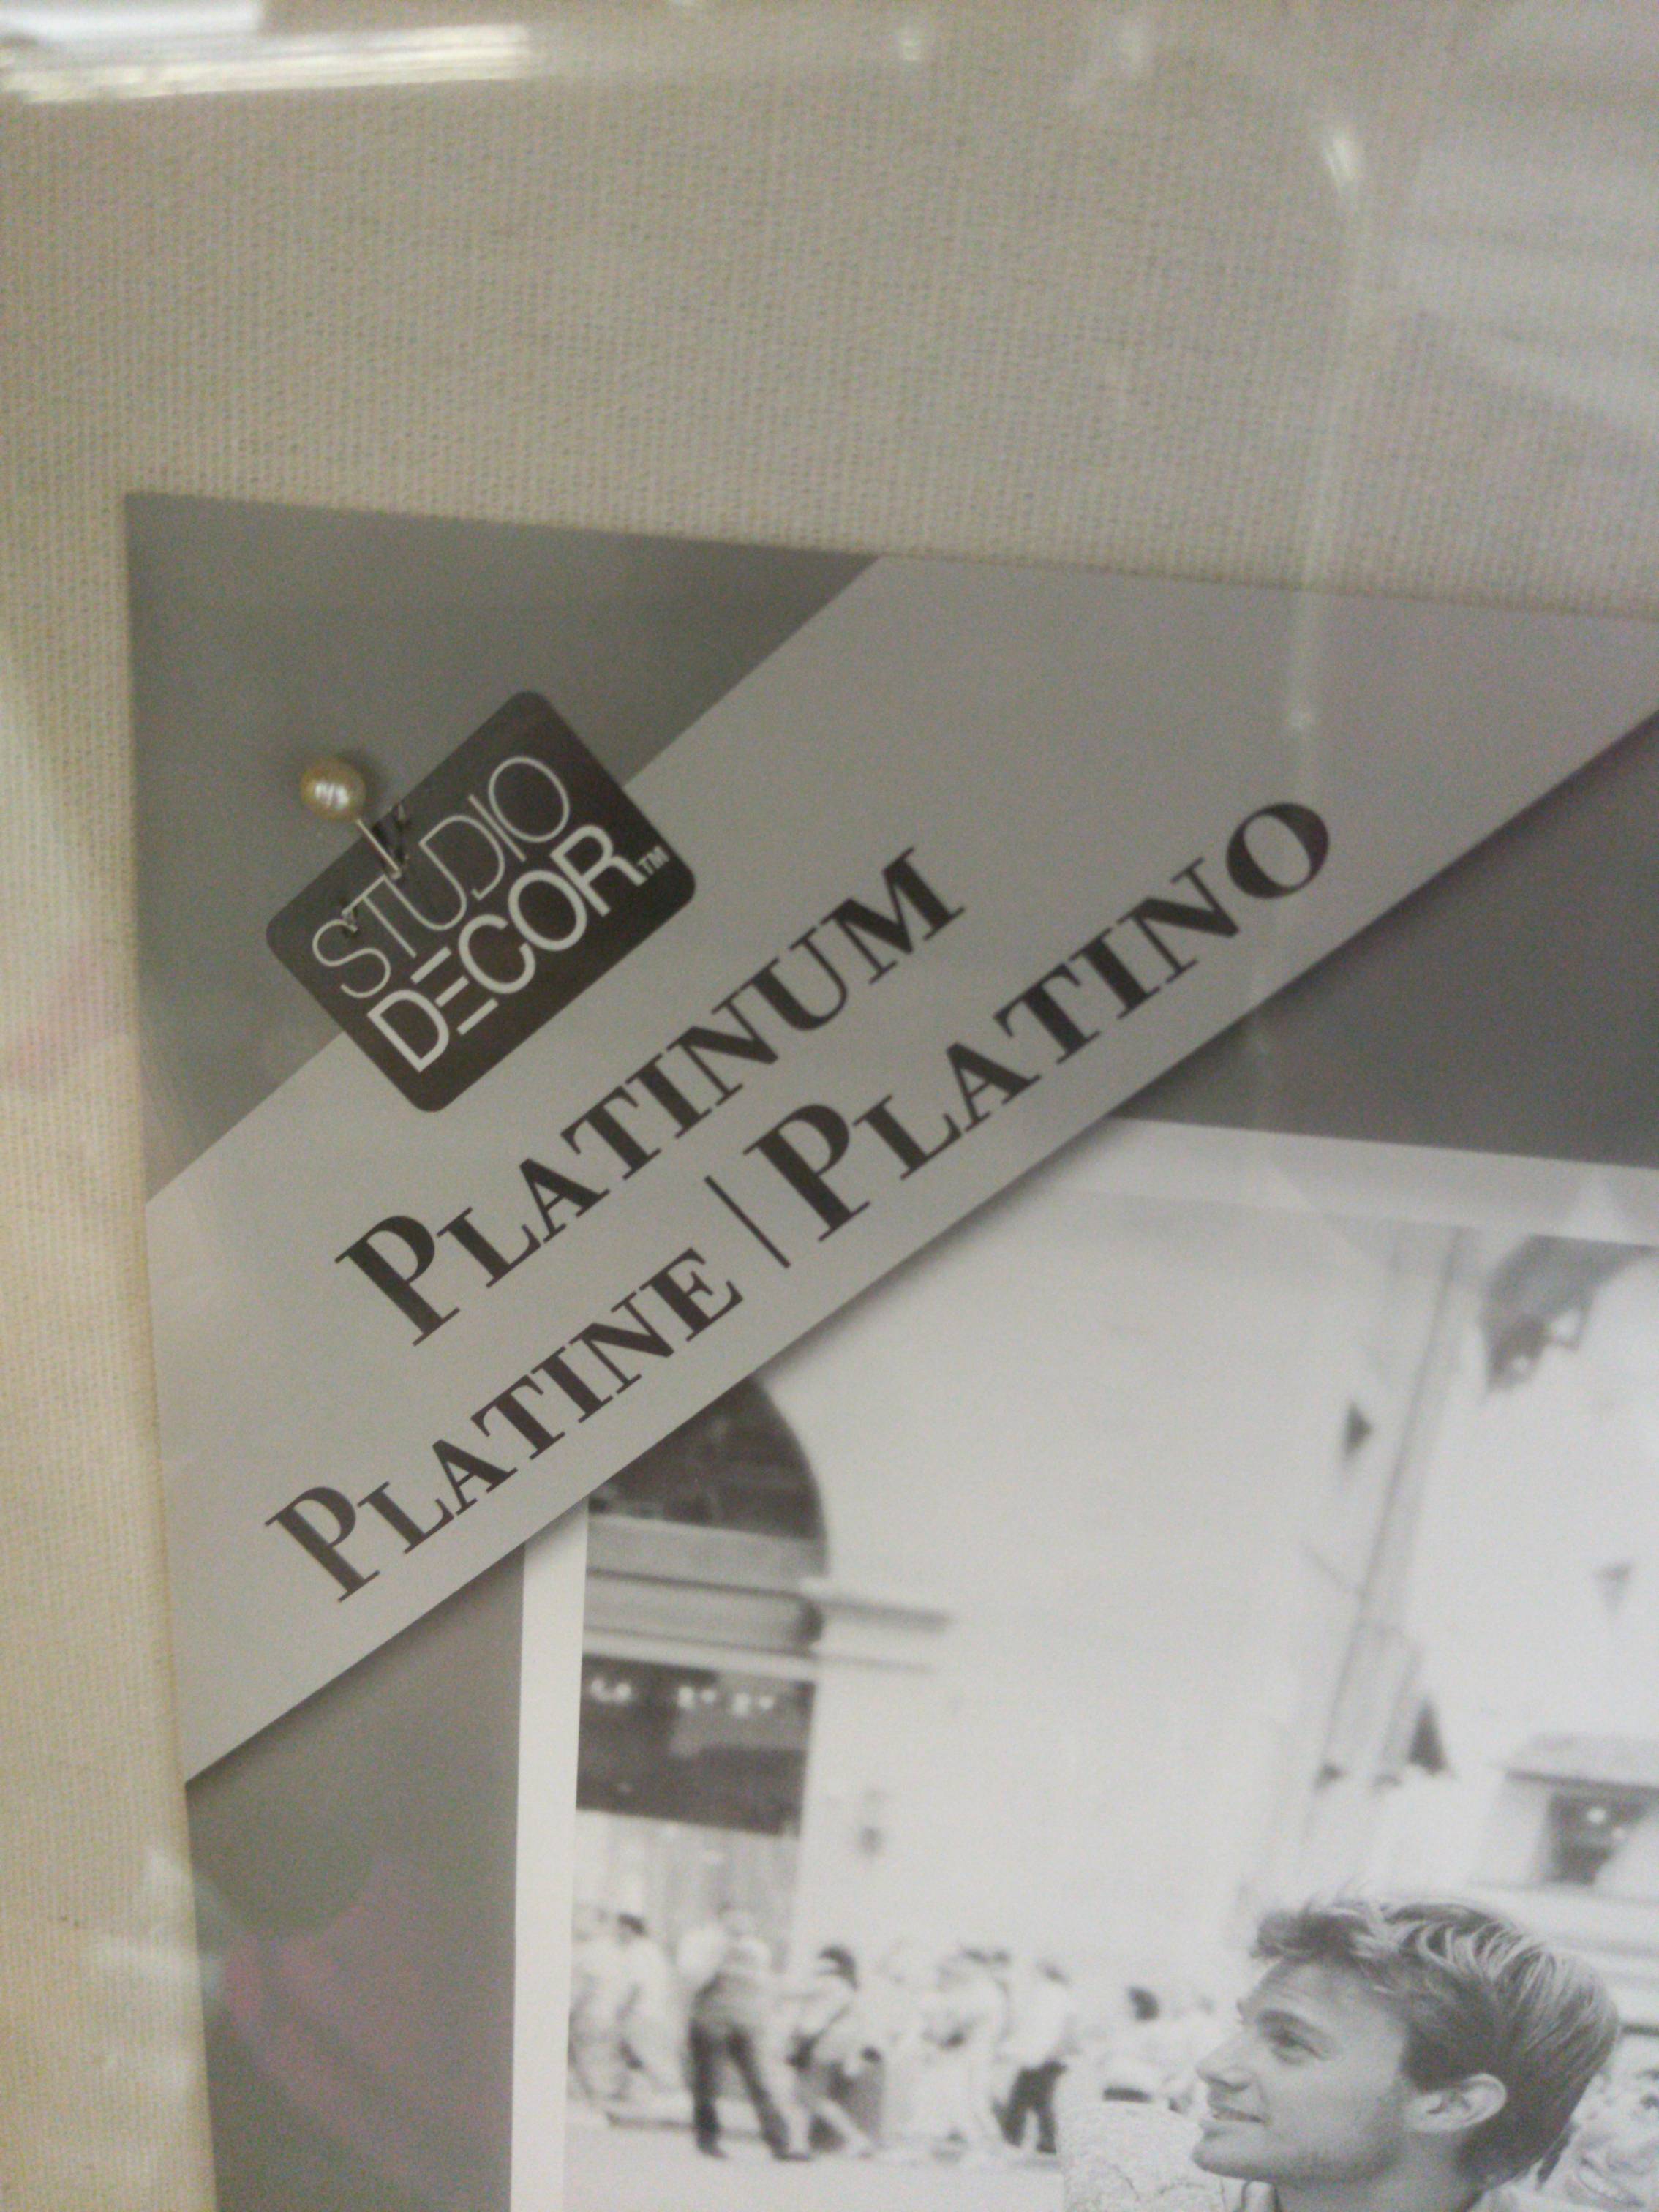 STUDIO
DECOR™
PLATINUM
PLATINE | PLATINO